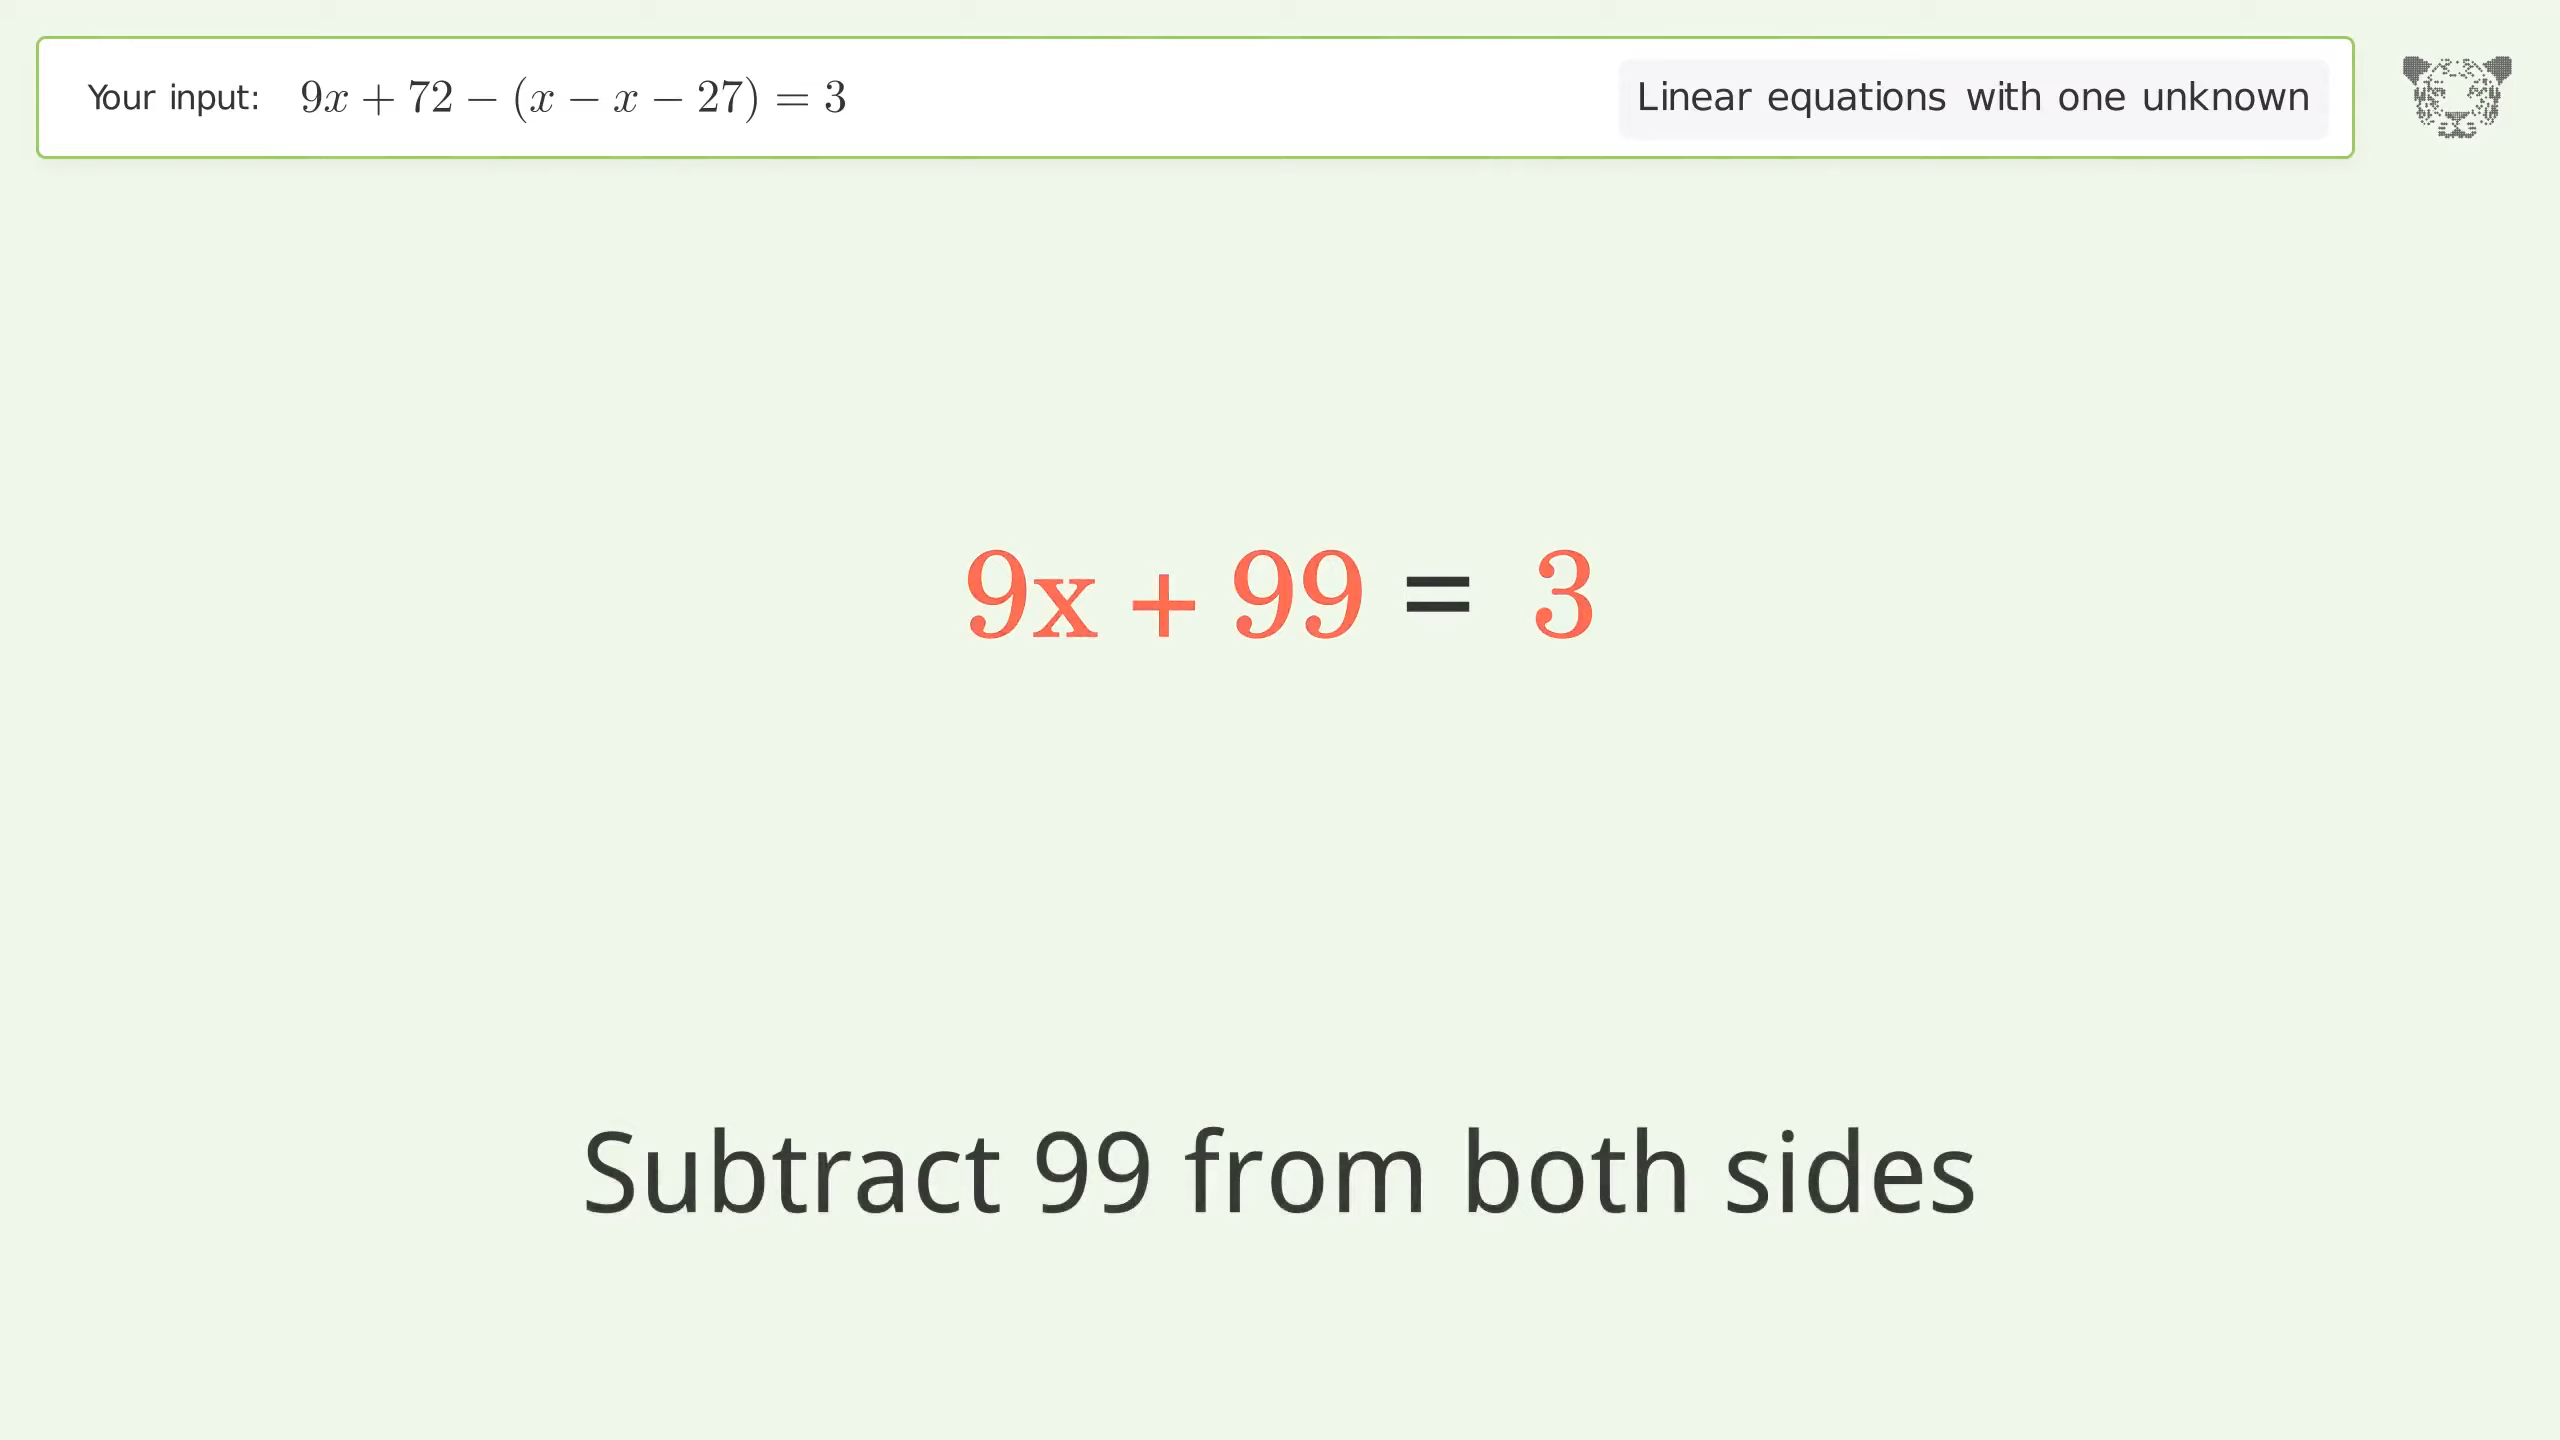 Your input: 9x + 72 − (x − x − 27) = 3
Linear equations with one unknown
9x + 99 = 3
Subtract 99 from both sides